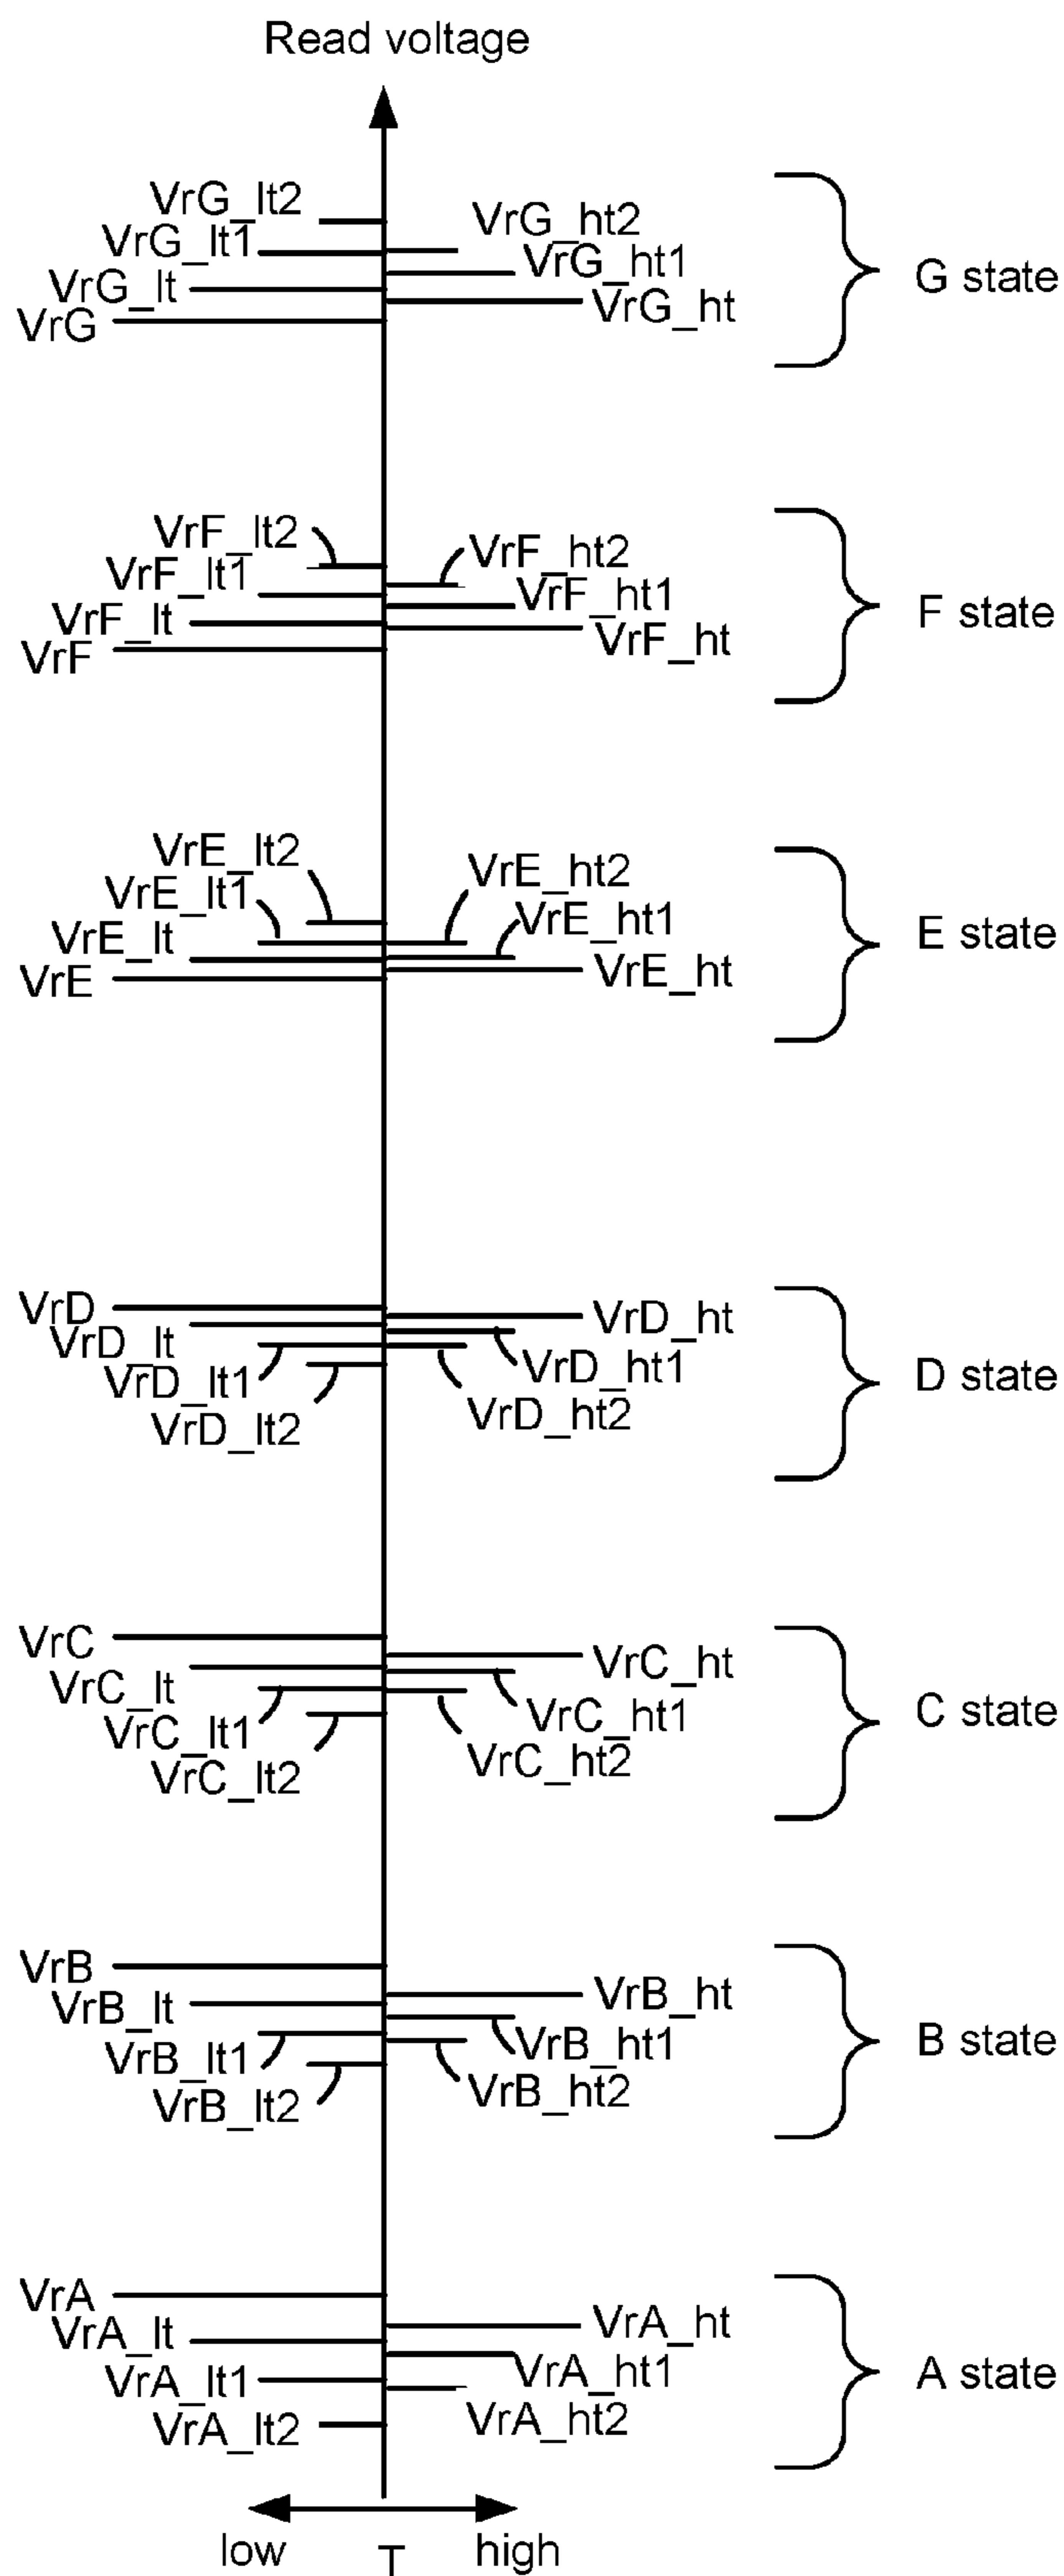 Read voltage
VrG_lt2
VrG_ht2
VrG_lt1
VrG_ht1
VrG_lt
VrG_ht
VrG
G state
VrF_lt2
VrF_ht2
VrF_lt1
VrF_ht1
VrF_lt
VrF_ht
VrF
F state
VrE_lt2
VrE_ht2
VrE_lt1
VrE_ht1
VrE_lt
VrE_ht
VrE
E state
VrD
VrD_ht
VrD_lt
VrD_ht1
VrD_lt1
VrD_ht2
VrD_lt2
D state
VrC
VrC_ht
VrC_lt
VrC_ht1
VrC_lt1
VrC_ht2
VrC_lt2
C state
VrB
VrB_ht
VrB_lt
VrB_ht1
VrB_lt1
VrB_ht2
VrB_lt2
B state
VrA
VrA_ht
VrA_lt
VrA_ht1
VrA_lt1
VrA_ht2
VrA_lt2
A state
low T high